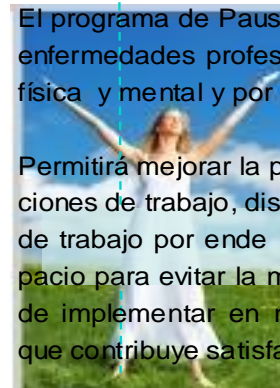 El programa de Paus
enfermedades profes
física y mental y por
Permitirá mejorar la p
ciones de trabajo, dis
de trabajo por ende
pacio para evitar la m
de implementar en n
que contribuye satisfa